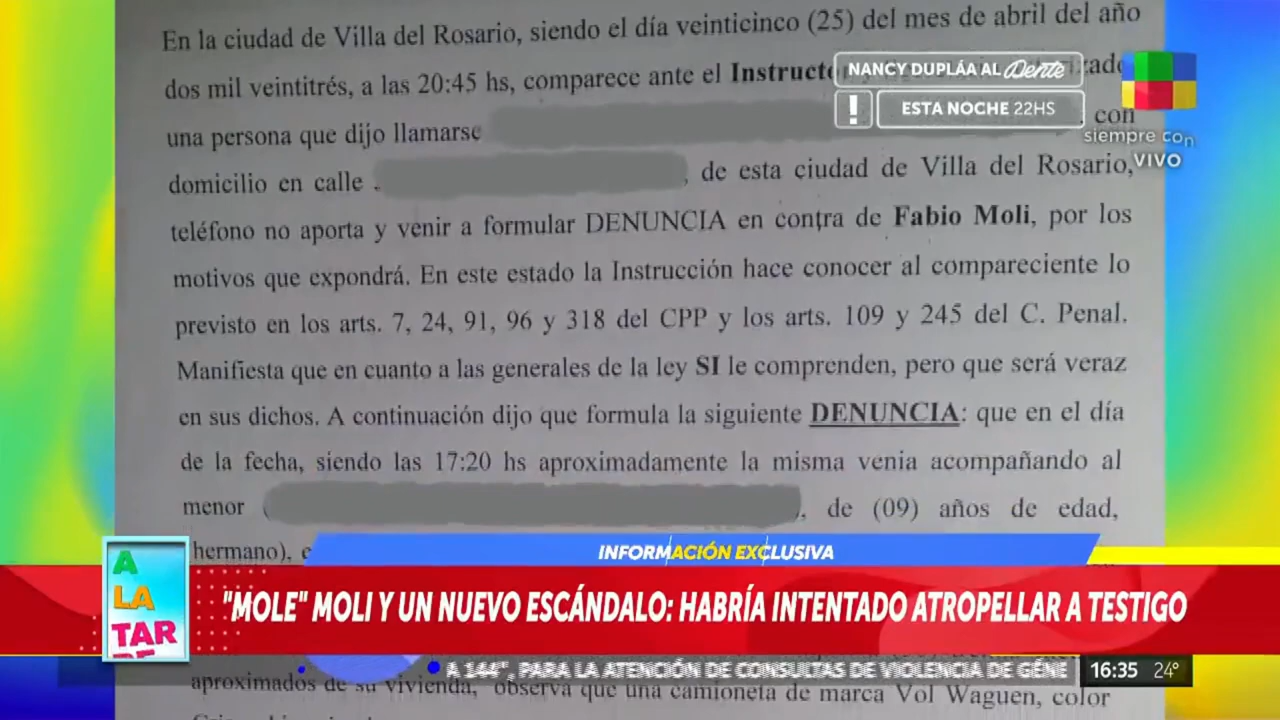 En la ciudad de Villa del Rosario, siendo el día veinticinco (25) del mes de abril del año
dos mil veintitrés, a las 20:45 hs, comparece ante el
una persona que dijo llamarse , con
domicilio en calle , de esta ciudad de Villa del Rosario,
teléfono no aporta y venir a formular DENUNCIA en contra de Fabio Moli, por los
motivos que expondrá. En este estado la Instrucción hace conocer al compareciente lo
previsto en los arts. 7, 24, 91, 96 y 318 del CPP y los arts. 109 y 245 del C. Penal.
Manifiesta que en cuanto a las generales de la ley SI le comprenden, pero que será veraz
en sus dichos. A continuación dijo que formula la siguiente DENUNCIA: que en el día
de la fecha, siendo las 17:20 hs aproximadamente la misma venia acompañando al
menor ( ), de (09) años de edad,
hermano),
aproximados de su vivienda, observa que una camioneta de marca Vol Waguen, color
NANCY DUPLÁA AL Dente
! ESTA NOCHE 22HS
siempre con
VIVO
INFORMACIÓN EXCLUSIVA
A
LA
TAR
"MOLE" MOLI Y UN NUEVO ESCÁNDALO: HABRÍA INTENTADO ATROPELLAR A TESTIGO
A 144", PARA LA ATENCIÓN DE CONSULTAS DE VIOLENCIA DE GÉNE
16:35 24°